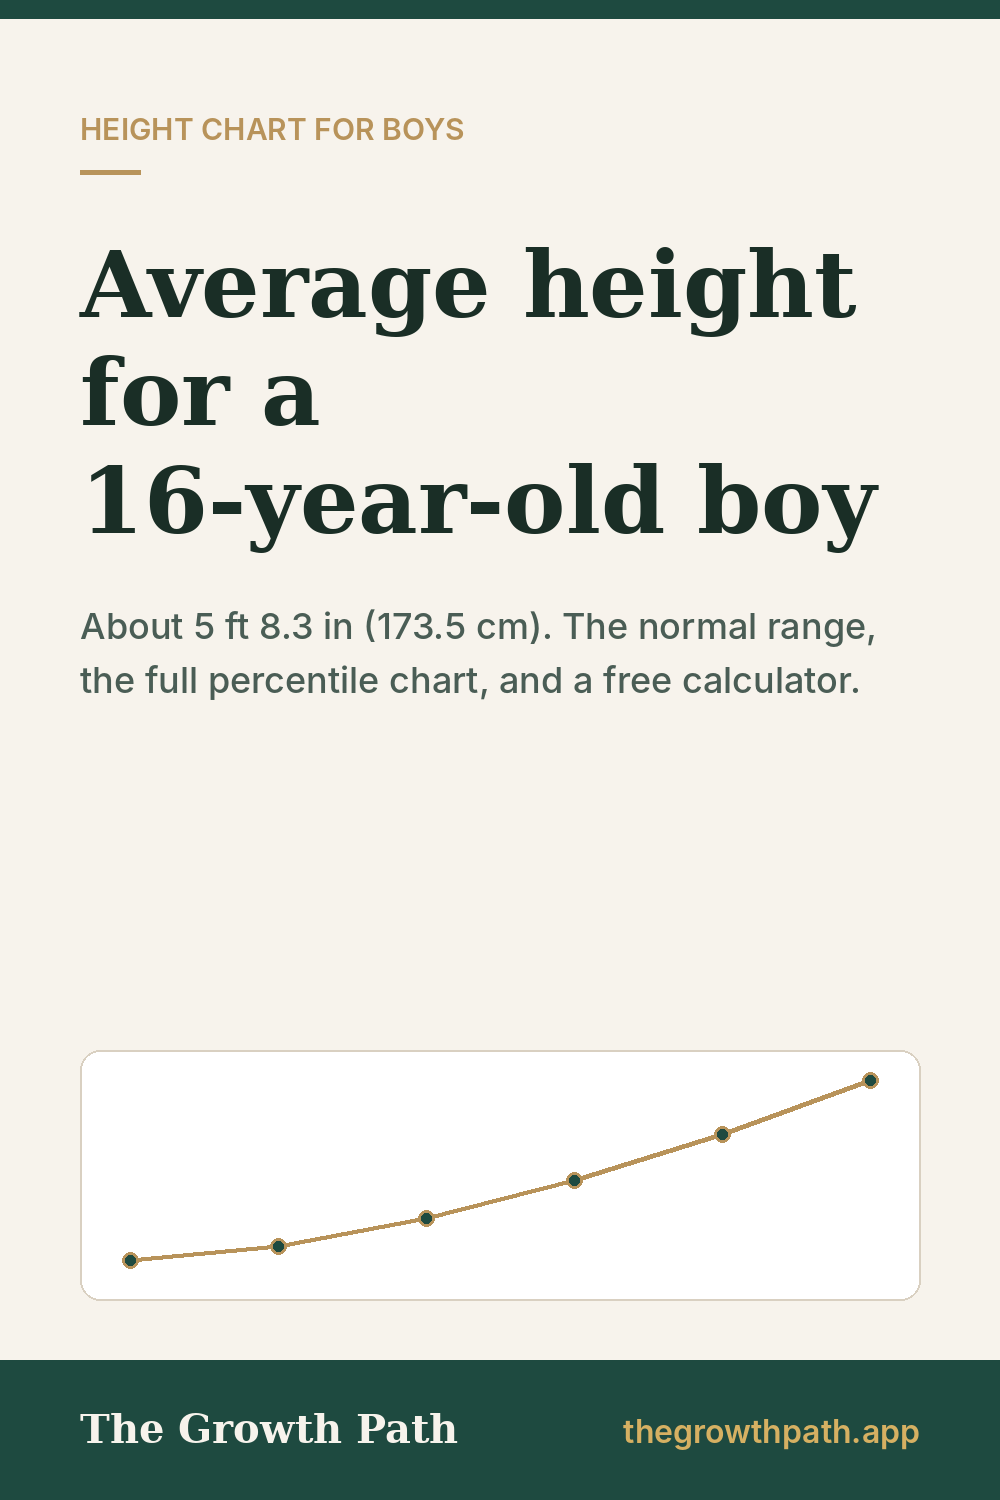 HEIGHT CHART FOR BOYS
Average height
for a
16-year-old boy
About 5 ft 8.3 in (173.5 cm). The normal range,
the full percentile chart, and a free calculator.
The Growth Path
thegrowthpath.app